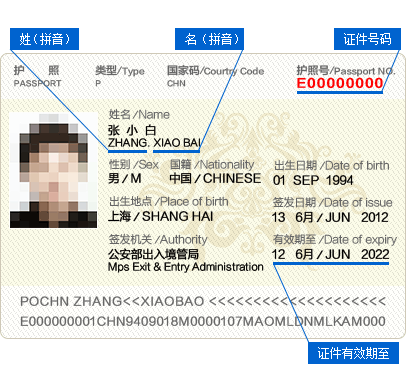 姓（拼音） 名（拼音） 证件号码
护 照 类型/Type 国家码/Country Code 护照号/Passport NO.
PASSPORT P CHN E00000000
姓名/Name
张 小 白
ZHANG. XIAO BAI
性别/Sex 国籍/Nationality 出生日期/Date of birth
男/M 中国/CHINESE 01 SEP 1994
出生地点/Place of birth 签发日期/Date of issue
上海/SHANG HAI 13 6月/JUN 2012
签发机关/Authority 有效期至/Date of expiry
公安部出入境管局 12 6月/JUN 2022
Mps Exit & Entry Administration
POCHN ZHANG<<XIAOBAO <<<<<<<<<<<<<<<<<<<<<
E000000001CHN9409018M0000107MAOMLDNMLKAM000
证件有效期至